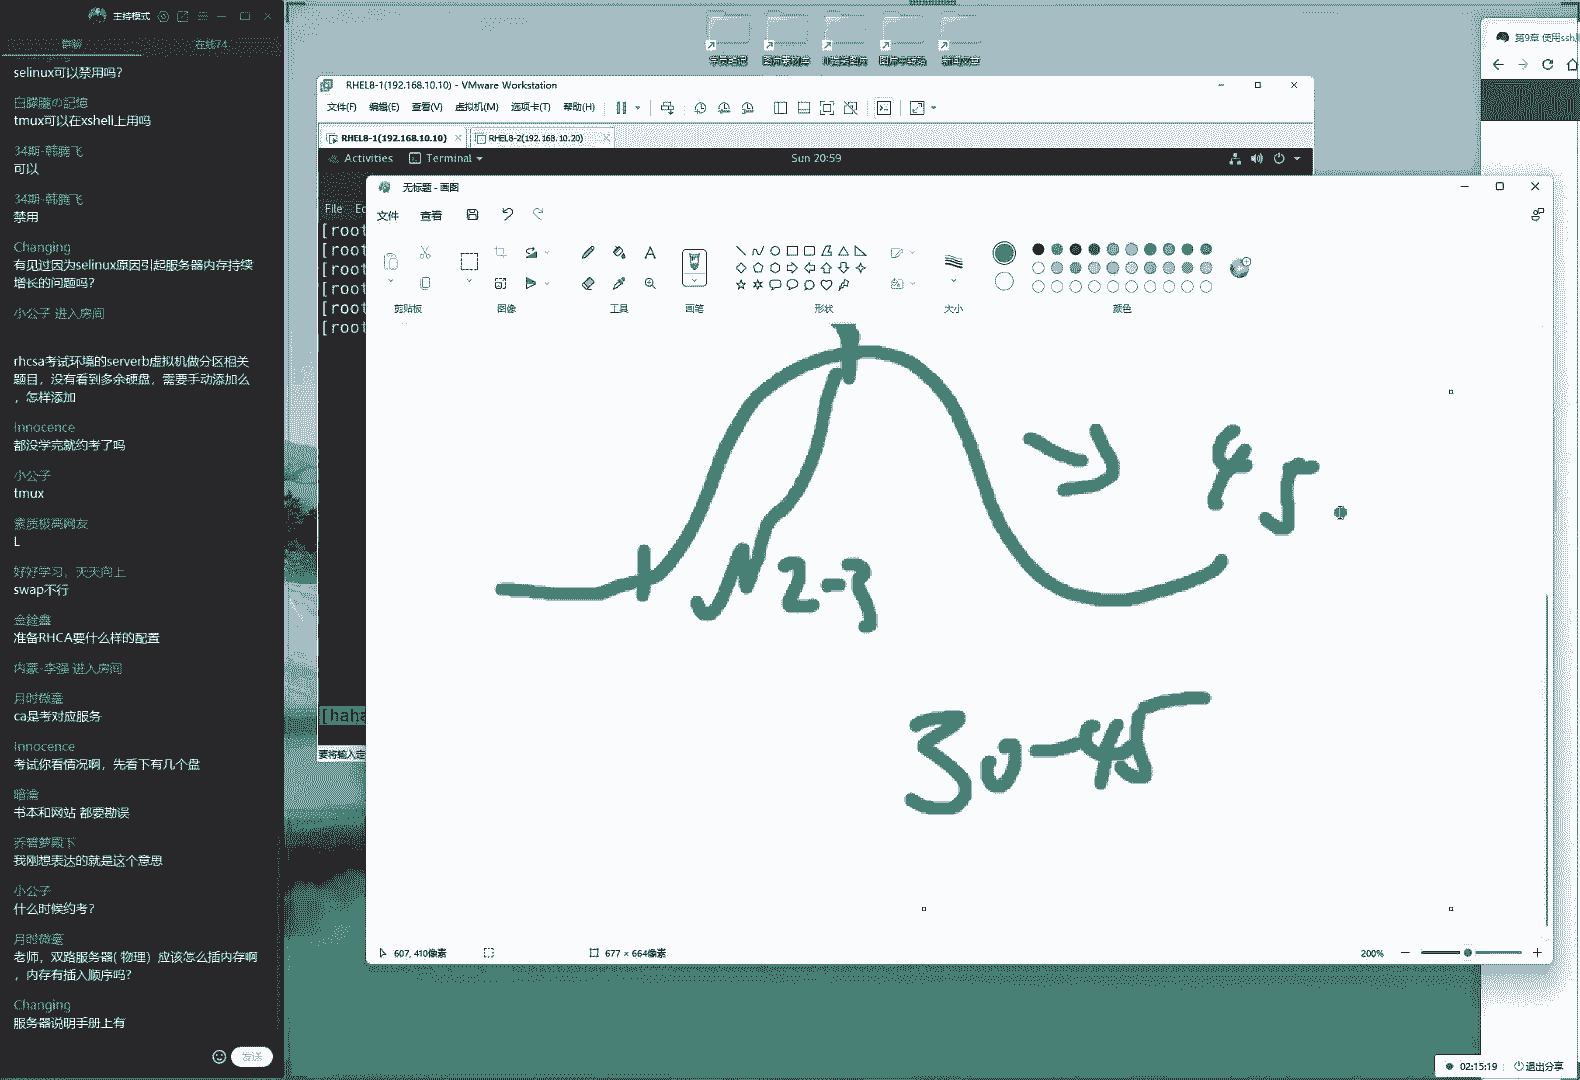 主持模式
群聊
在线74
Changing
selinux可以禁用吗？
白朦朧の記憶
tmux可以在xshell上用吗
34期-韩腾飞
可以
34期-韩腾飞
禁用
Changing
有见过因为selinux原因引起服务器内存持续
增长的问题吗？
小公子 进入房间
rhcsa考试环境的serverb虚拟机做分区相关
题目，没有看到多余硬盘，需要手动添加么
，怎样添加
Innocence
都没学完就约考了吗
小公子
tmux
素质极高网友
L
好好学习，天天向上
swap不行
金鍂鑫
准备RHCA要什么样的配置
内蒙-李强 进入房间
月时微
ca是考对应服务
Innocence
考试你看情况啊，先看下有几个盘
暗
书本和网站 都要勘误
乔碧萝殿下
我刚想表达的就是这个意思
小公子
什么时候约考？
月时微
老师，双路服务器( 物理）应该怎么插内存啊
，内存有插入顺序吗？
Changing
服务器说明手册上有
发送
RHEL8-1(192.168.10.10) - VMware Workstation
文件(F) 编辑(E) 查看(V) 虚拟机(M) 选项卡(T) 帮助(H)
RHEL8-1(192.168.10.10) RHEL8-2(192.168.10.20)
Activities Terminal Sun 20:59
File Ed
[root
[root
[root
[root
[root
[root
[haha
要将输入定
第9章 使用ssh
无标题 - 画图
文件 查看
剪贴板 图像 工具 画笔 形状 大小 颜色
45
2-3
30-45
607, 410像素 677 × 664像素 200%
02:15:19 退出分享